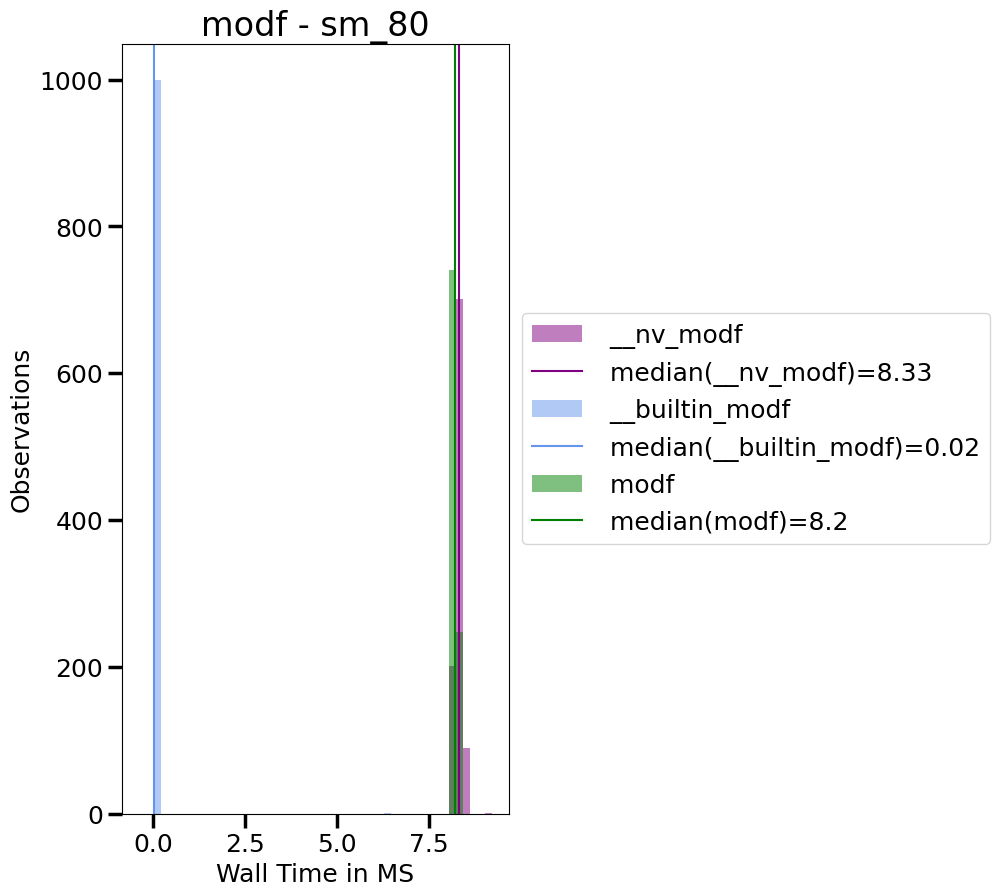 modf - sm_80
Observations
1000
800
600
400
200
0
0.0 2.5 5.0 7.5
Wall Time in MS
__nv_modf
median(__nv_modf)=8.33
__builtin_modf
median(__builtin_modf)=0.02
modf
median(modf)=8.2